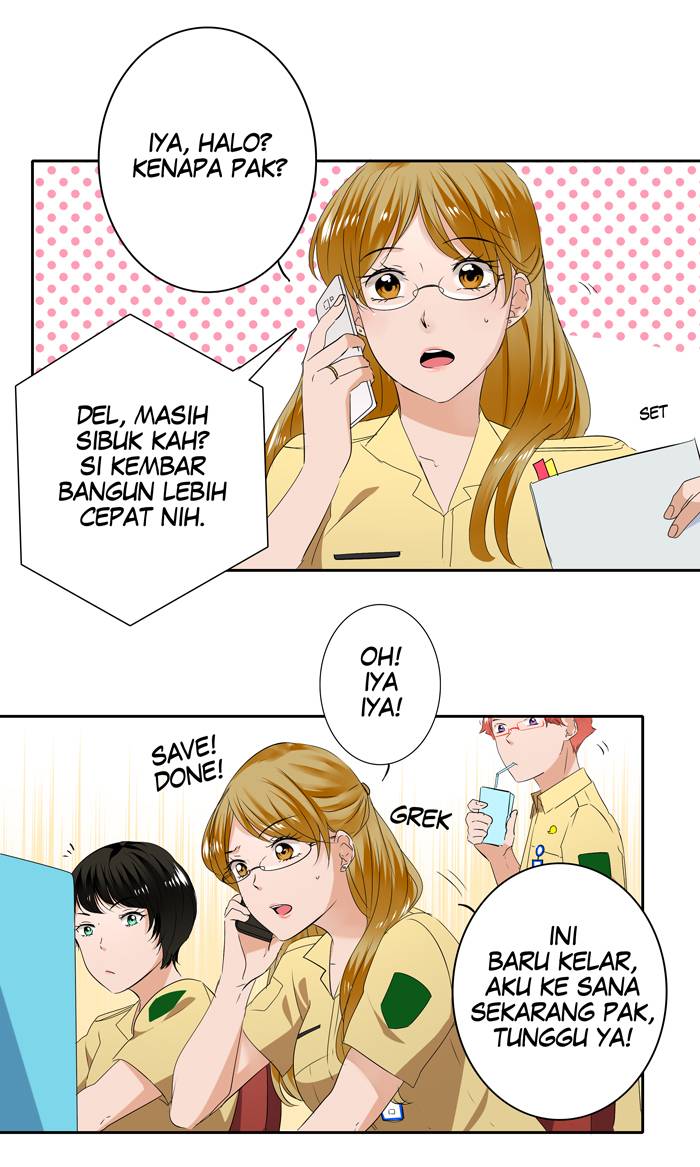 IYA, HALO?
KENAPA PAK?
DEL, MASIH
SIBUK KAH?
SI KEMBAR
BANGUN LEBIH
CEPAT NIH.
SET
OH!
IYA
IYA!
SAVE!
DONE!
GREK
INI
BARU KELAR,
AKU KE SANA
SEKARANG PAK,
TUNGGU YA!